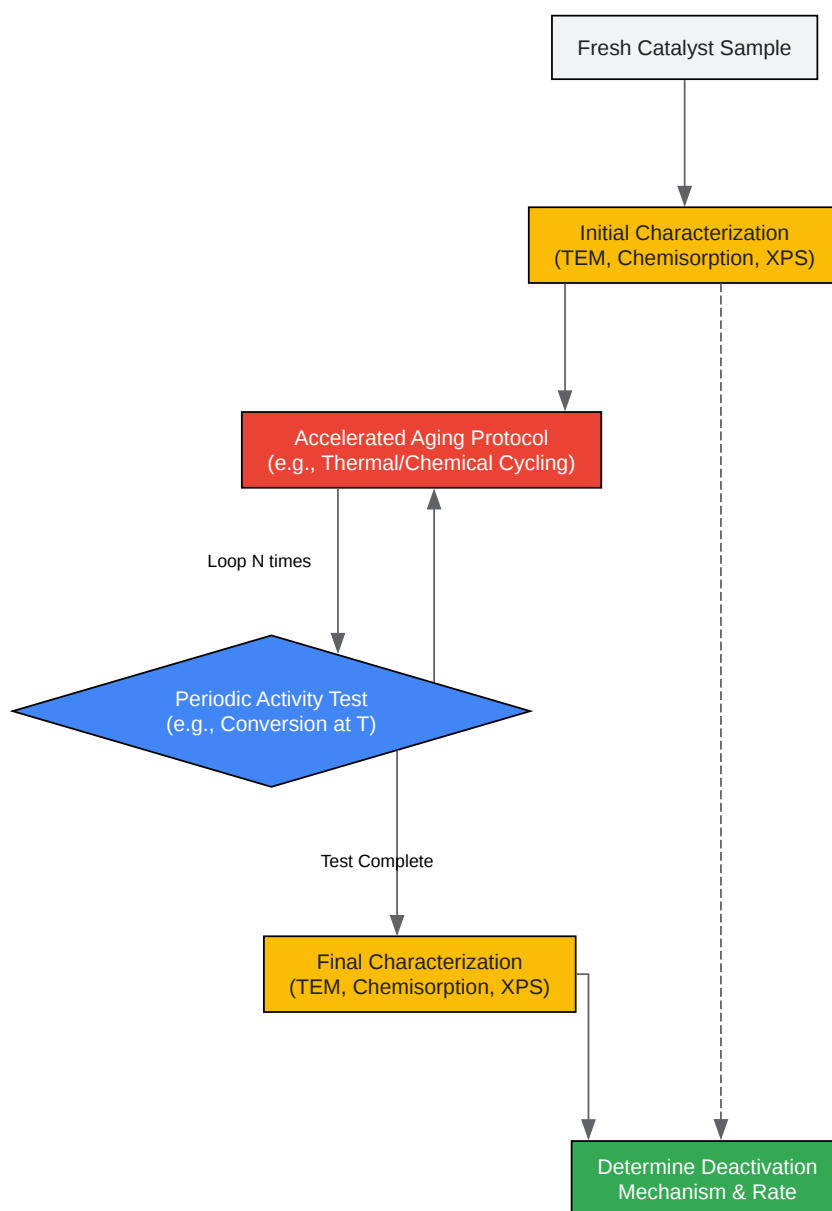 Fresh Catalyst Sample
Initial Characterization
(TEM, Chemisorption, XPS)
Accelerated Aging Protocol
(e.g., Thermal/Chemical Cycling)
Loop N times
Periodic Activity Test
(e.g., Conversion at T)
Test Complete
Final Characterization
(TEM, Chemisorption, XPS)
Determine Deactivation
Mechanism & Rate